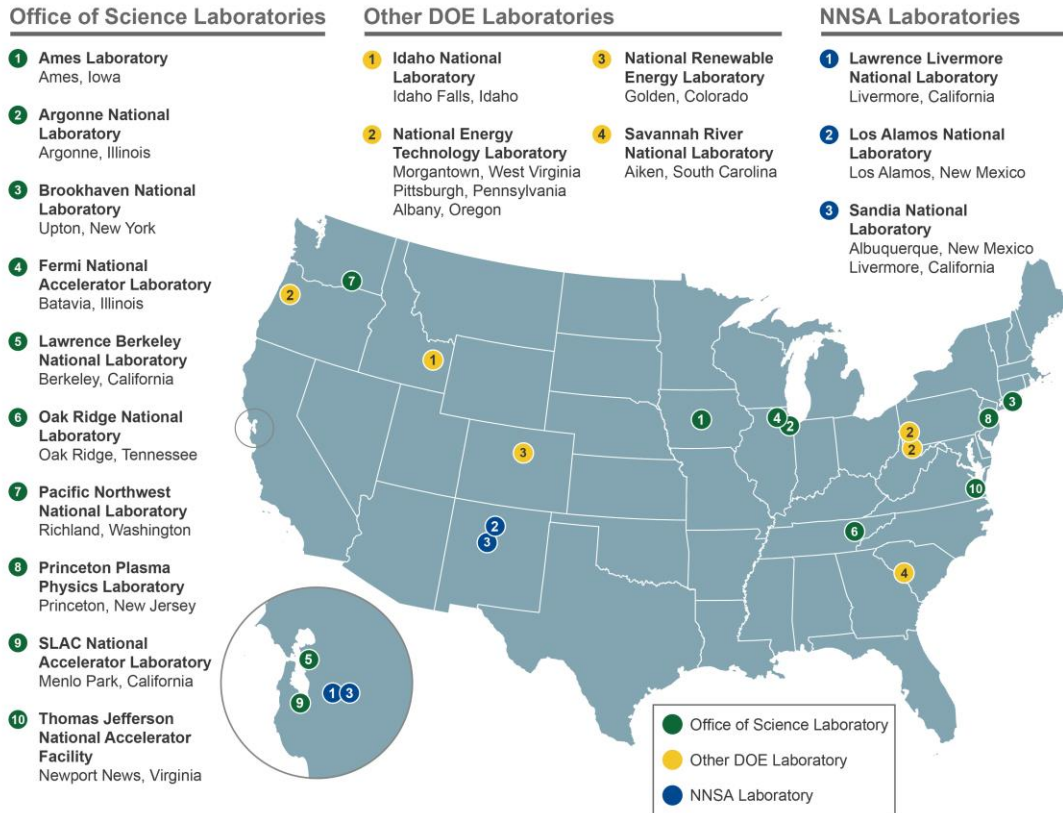 Office of Science Laboratories
1 Ames Laboratory
Ames, Iowa
2 Argonne National
Laboratory
Argonne, Illinois
3 Brookhaven National
Laboratory
Upton, New York
4 Fermi National
Accelerator Laboratory
Batavia, Illinois
5 Lawrence Berkeley
National Laboratory
Berkeley, California
6 Oak Ridge National
Laboratory
Oak Ridge, Tennessee
7 Pacific Northwest
National Laboratory
Richland, Washington
8 Princeton Plasma
Physics Laboratory
Princeton, New Jersey
9 SLAC National
Accelerator Laboratory
Menlo Park, California
10 Thomas Jefferson
National Accelerator
Facility
Newport News, Virginia
Other DOE Laboratories
1 Idaho National
Laboratory
Idaho Falls, Idaho
2 National Energy
Technology Laboratory
Morgantown, West Virginia
Pittsburgh, Pennsylvania
Albany, Oregon
3 National Renewable
Energy Laboratory
Golden, Colorado
4 Savannah River
National Laboratory
Aiken, South Carolina
NNSA Laboratories
1 Lawrence Livermore
National Laboratory
Livermore, California
2 Los Alamos National
Laboratory
Los Alamos, New Mexico
3 Sandia National
Laboratory
Albuquerque, New Mexico
Livermore, California
7
2
1
3
2
3
1
4
2
2
2
8
3
10
6
4
5
1 3
9
Office of Science Laboratory
Other DOE Laboratory
NNSA Laboratory